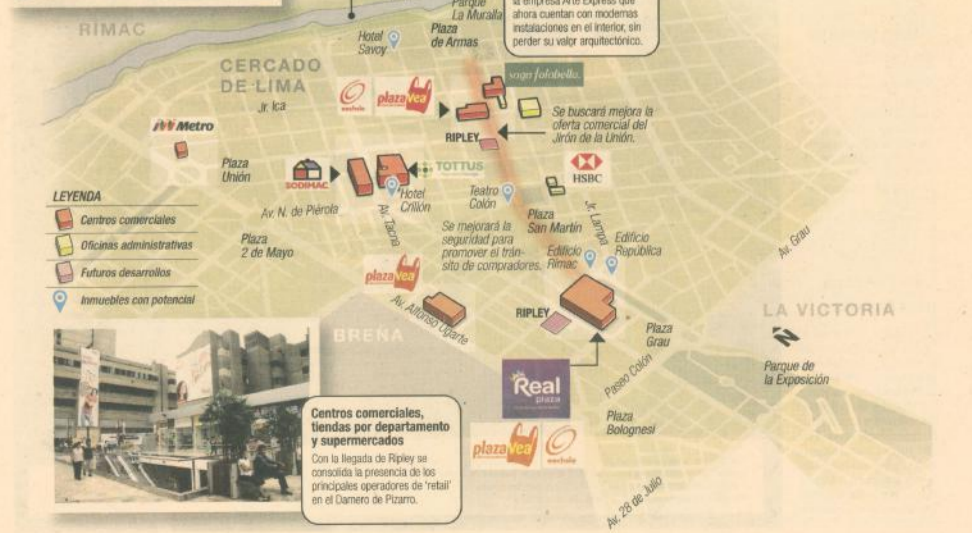 la empresa Arte Express que
ahora cuentan con modernas
instalaciones en el interior, sin
perder su valor arquitectónico.
Parque
La Muralla
Plaza
de Armas
Hotel
Savoy
RIMAC
CERCADO
DE LIMA
Jr. Ica
oechsle
plazaVea
saga falabella.
Se buscará mejora la
oferta comercial del
Jirón de la Unión.
RIPLEY
Metro
Plaza
Unión
SODIMAC
TOTTUS
Hotel
Crillón
HSBC
Teatro
Colón
Plaza
San Martín
Jr. Lampa
Edificio
República
Edificio
Rimac
Av. N. de Piérola
Av. Tacna
Se mejorará la
seguridad para
promover el trán-
sito de compradores.
Plaza
2 de Mayo
LEYENDA
Centros comerciales
Oficinas administrativas
Futuros desarrollos
Inmuebles con potencial
plazaVea
Av. Alfonso Ugarte
BREÑA
RIPLEY
Av. Grau
LA VICTORIA
Plaza
Grau
N
Parque de
la Exposición
Paseo Colón
Real
plaza
Plaza
Bolognesi
plazaVea
oechsle
Av. 28 de Julio
Centros comerciales,
tiendas por departamento
y supermercados
Con la llegada de Ripley se
consolida la presencia de los
principales operadores de 'retail'
en el Damero de Pizarro.